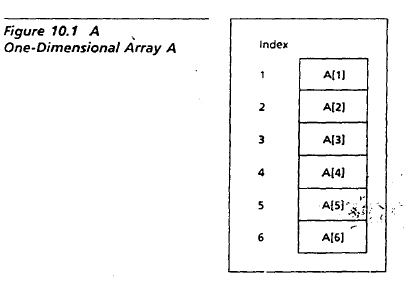 Figure 10.1 A
One-Dimensional Array A
Index
1 A[1]
2 A[2]
3 A[3]
4 A[4]
5 A[5]
6 A[6]